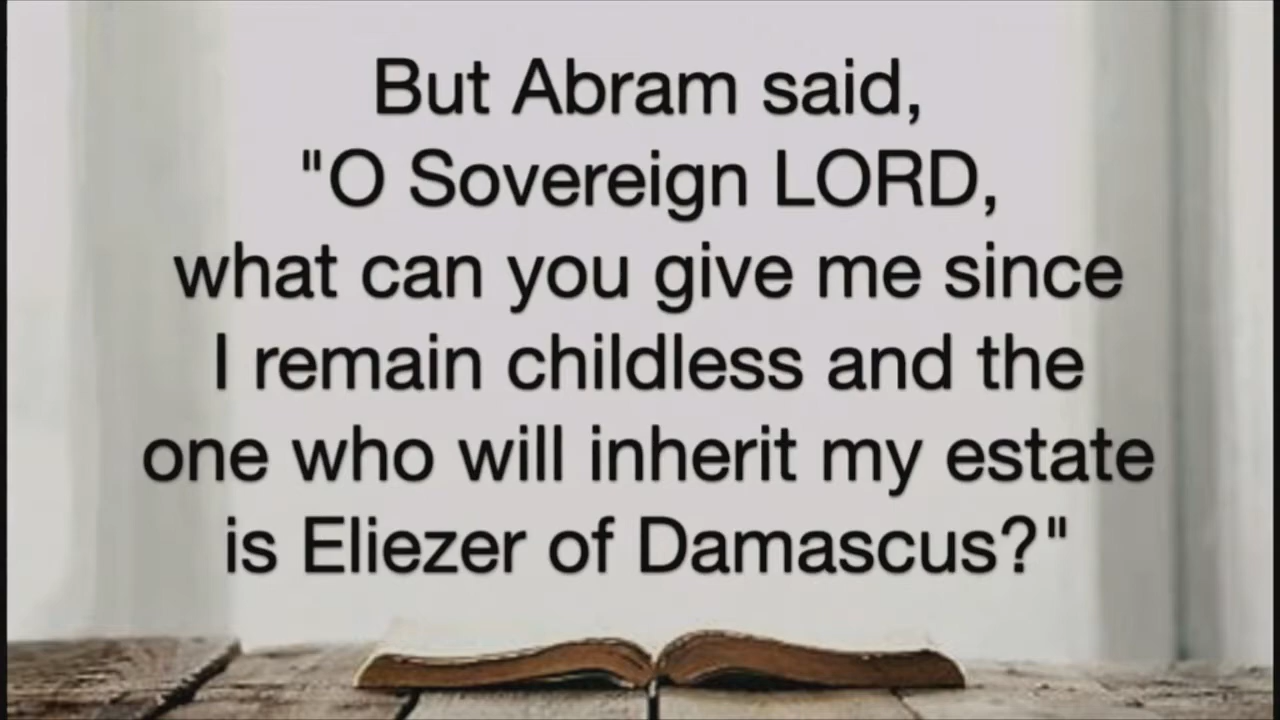 But Abram said,
"O Sovereign LORD,
what can you give me since
I remain childless and the
one who will inherit my estate
is Eliezer of Damascus?"